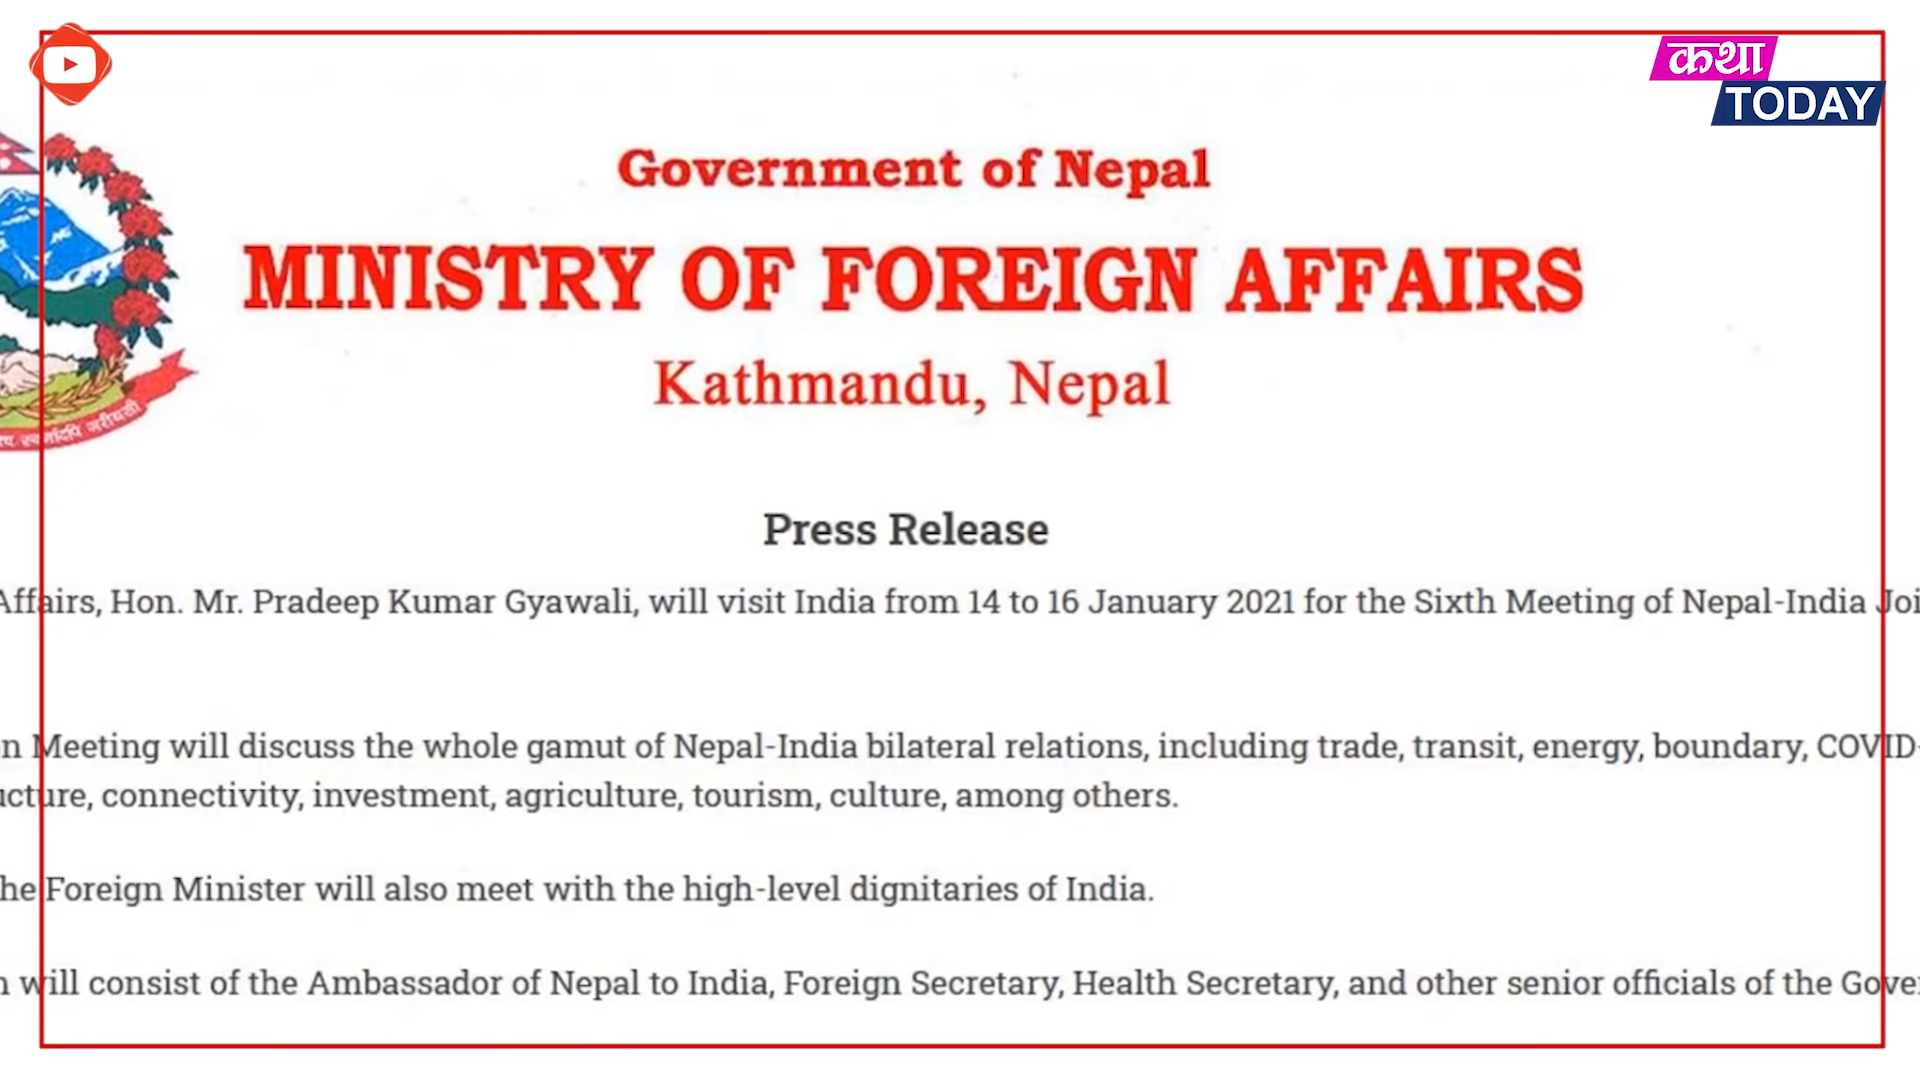 कथा
TODAY
Government of Nepal
MINISTRY OF FOREIGN AFFAIRS
Kathmandu, Nepal
Press Release
Affairs, Hon. Mr. Pradeep Kumar Gyawali, will visit India from 14 to 16 January 2021 for the Sixth Meeting of Nepal-India Joi
n Meeting will discuss the whole gamut of Nepal-India bilateral relations, including trade, transit, energy, boundary, COVID-
ucture, connectivity, investment, agriculture, tourism, culture, among others.
he Foreign Minister will also meet with the high-level dignitaries of India.
n will consist of the Ambassador of Nepal to India, Foreign Secretary, Health Secretary, and other senior officials of the Gove